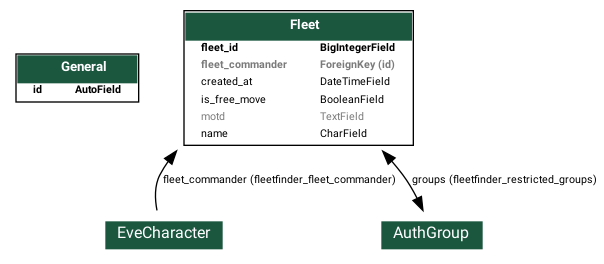 General
id AutoField
Fleet
fleet_id BigIntegerField
fleet_commander ForeignKey (id)
created_at DateTimeField
is_free_move BooleanField
motd TextField
name CharField
fleet_commander (fleetfinder_fleet_commander)
groups (fleetfinder_restricted_groups)
EveCharacter
AuthGroup